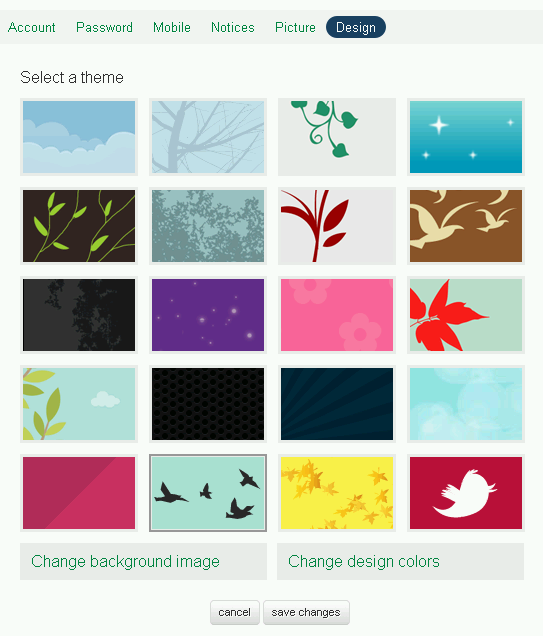 Account Password Mobile Notices Picture Design
Select a theme
Change background image Change design colors
cancel save changes